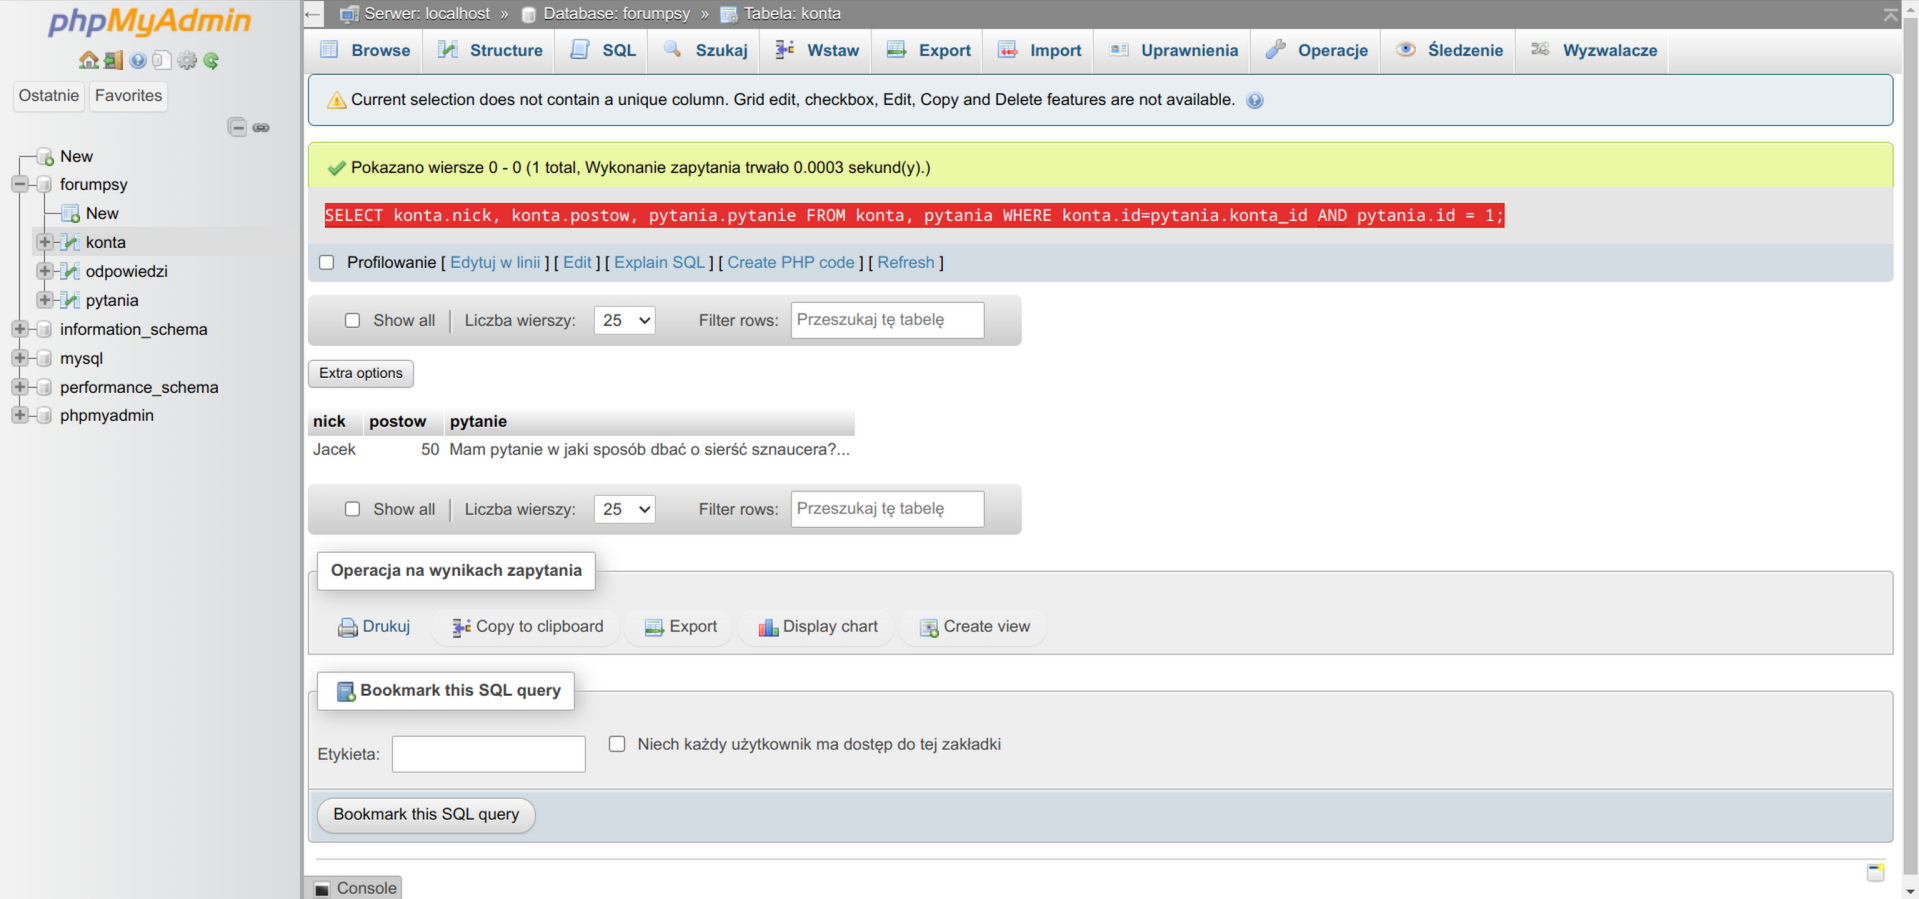 phpMyAdmin
Ostatnie Favorites
New
forumpsy
New
konta
odpowiedzi
pytania
information_schema
mysql
performance_schema
phpmyadmin
Serwer: localhost » Database: forumpsy » Tabela: konta
Browse Structure SQL Szukaj Wstaw Export Import Uprawnienia Operacje Śledzenie Wyzwalacze
Current selection does not contain a unique column. Grid edit, checkbox, Edit, Copy and Delete features are not available.
Pokazano wiersze 0 - 0 (1 total, Wykonanie zapytania trwało 0.0003 sekund(y).)
SELECT konta.nick, konta.postow, pytania.pytanie FROM konta, pytania WHERE konta.id=pytania.konta_id AND pytania.id = 1;
Profilowanie [ Edytuj w linii ] [ Edit ] [ Explain SQL ] [ Create PHP code ] [ Refresh ]
Show all Liczba wierszy: 25 Filter rows: Przeszukaj tę tabelę
Extra options
nick postow pytanie
Jacek 50 Mam pytanie w jaki sposób dbać o sierść sznaucera?...
Show all Liczba wierszy: 25 Filter rows: Przeszukaj tę tabelę
Operacja na wynikach zapytania
Drukuj Copy to clipboard Export Display chart Create view
Bookmark this SQL query
Etykieta: Niech każdy użytkownik ma dostęp do tej zakładki
Bookmark this SQL query
Console